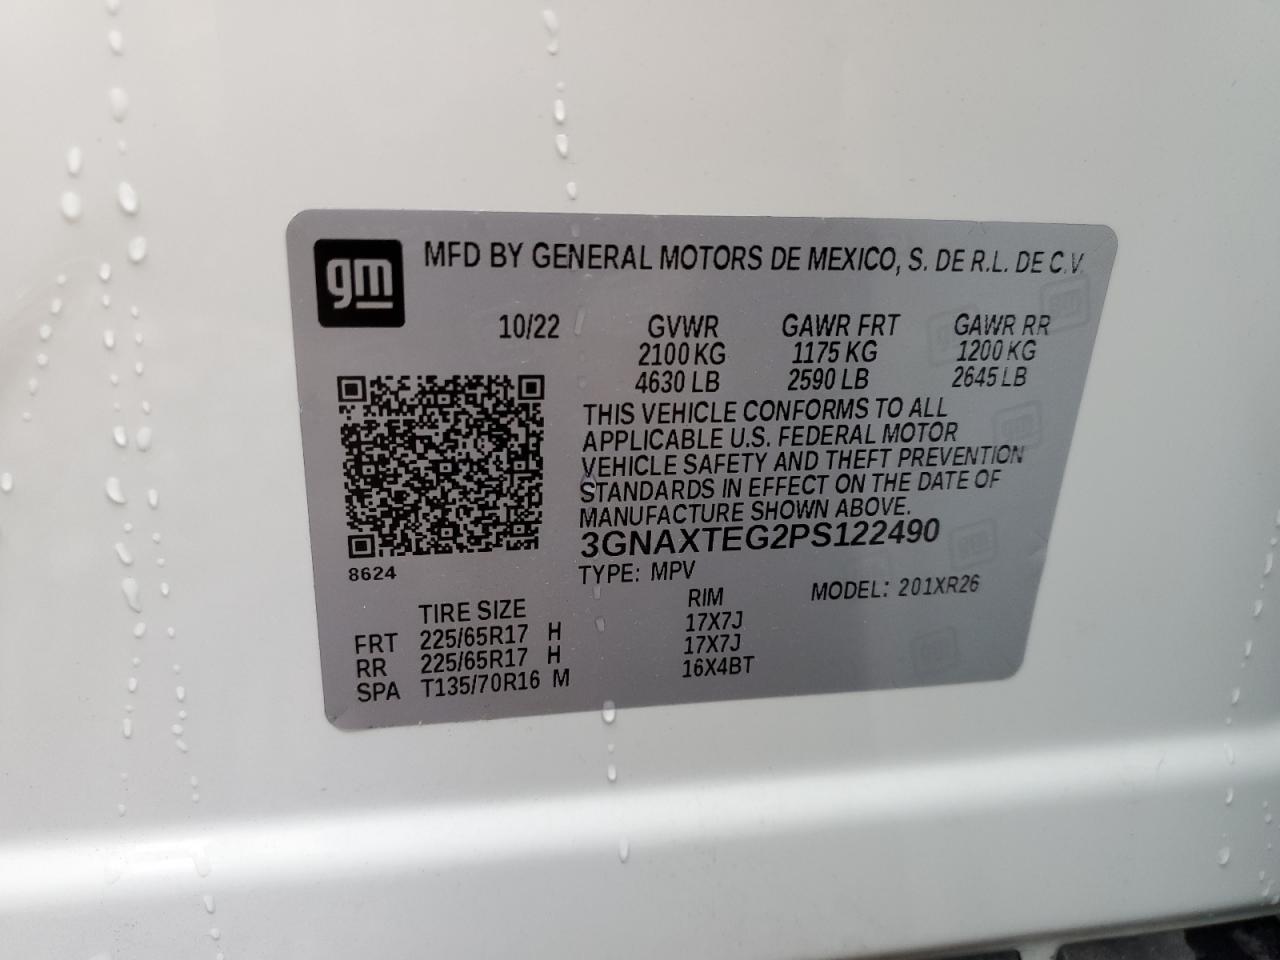 gm
MFD BY GENERAL MOTORS DE MEXICO, S. DE R.L. DE C.V.
10/22 GVWR GAWR FRT GAWR RR
2100 KG 1175 KG 1200 KG
4630 LB 2590 LB 2645 LB
THIS VEHICLE CONFORMS TO ALL
APPLICABLE U.S. FEDERAL MOTOR
VEHICLE SAFETY AND THEFT PREVENTION
STANDARDS IN EFFECT ON THE DATE OF
MANUFACTURE SHOWN ABOVE.
3GNAXTEG2PS122490
8624
TYPE: MPV MODEL: 201XR26
TIRE SIZE RIM
FRT 225/65R17 H 17X7J
RR 225/65R17 H 17X7J
SPA T135/70R16 M 16X4BT